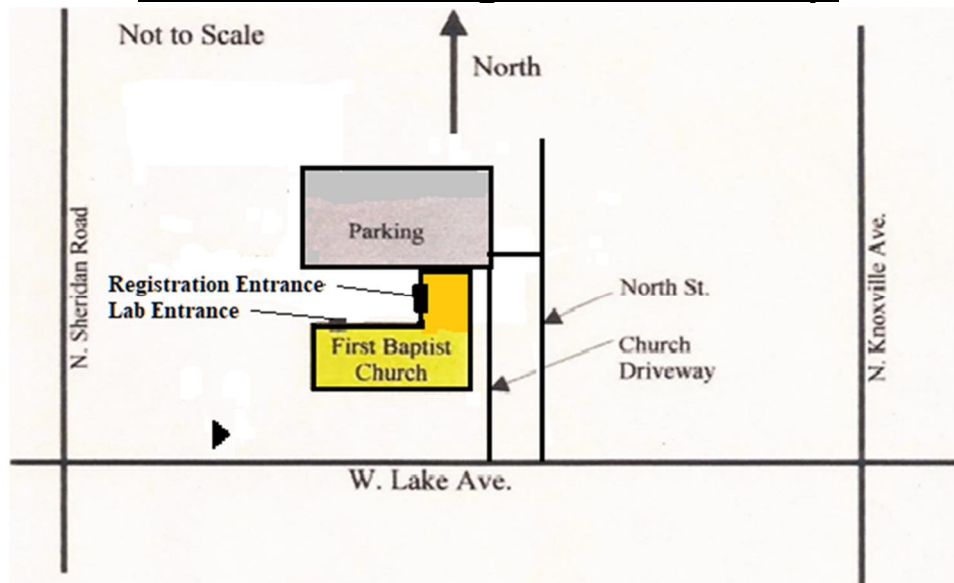 Not to Scale
North
N. Sheridan Road
Parking
Registration Entrance
Lab Entrance
North St.
First Baptist
Church
Church
Driveway
N. Knoxville Ave.
W. Lake Ave.